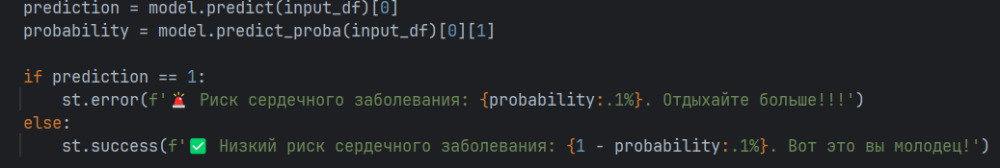 prediction = model.predict(input_df)[0]
probability = model.predict_proba(input_df)[0][1]
if prediction == 1:
st.error(f'🚨 Риск сердечного заболевания: {probability:.1%}. Отдыхайте больше!!!')
else:
st.success(f'✅ Низкий риск сердечного заболевания: {1 - probability:.1%}. Вот это вы молодец!')